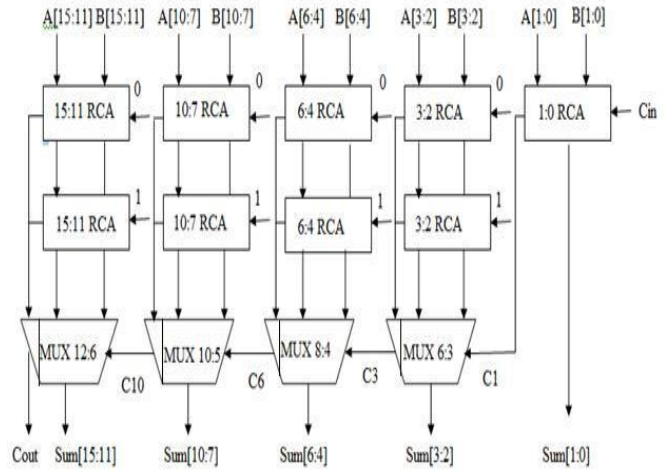 A[15:11] B[15:11] A[10:7] B[10:7] A[6:4] B[6:4] A[3:2] B[3:2] A[1:0] B[1:0]
0 0 0 0
15:11 RCA 10:7 RCA 6:4 RCA 3:2 RCA 1:0 RCA Cin
1 1 1 1
15:11 RCA 10:7 RCA 6:4 RCA 3:2 RCA
MUX 12:6 MUX 10:5 MUX 8:4 MUX 6:3
C10 C6 C3 C1
Cout Sum[15:11] Sum[10:7] Sum[6:4] Sum[3:2] Sum[1:0]